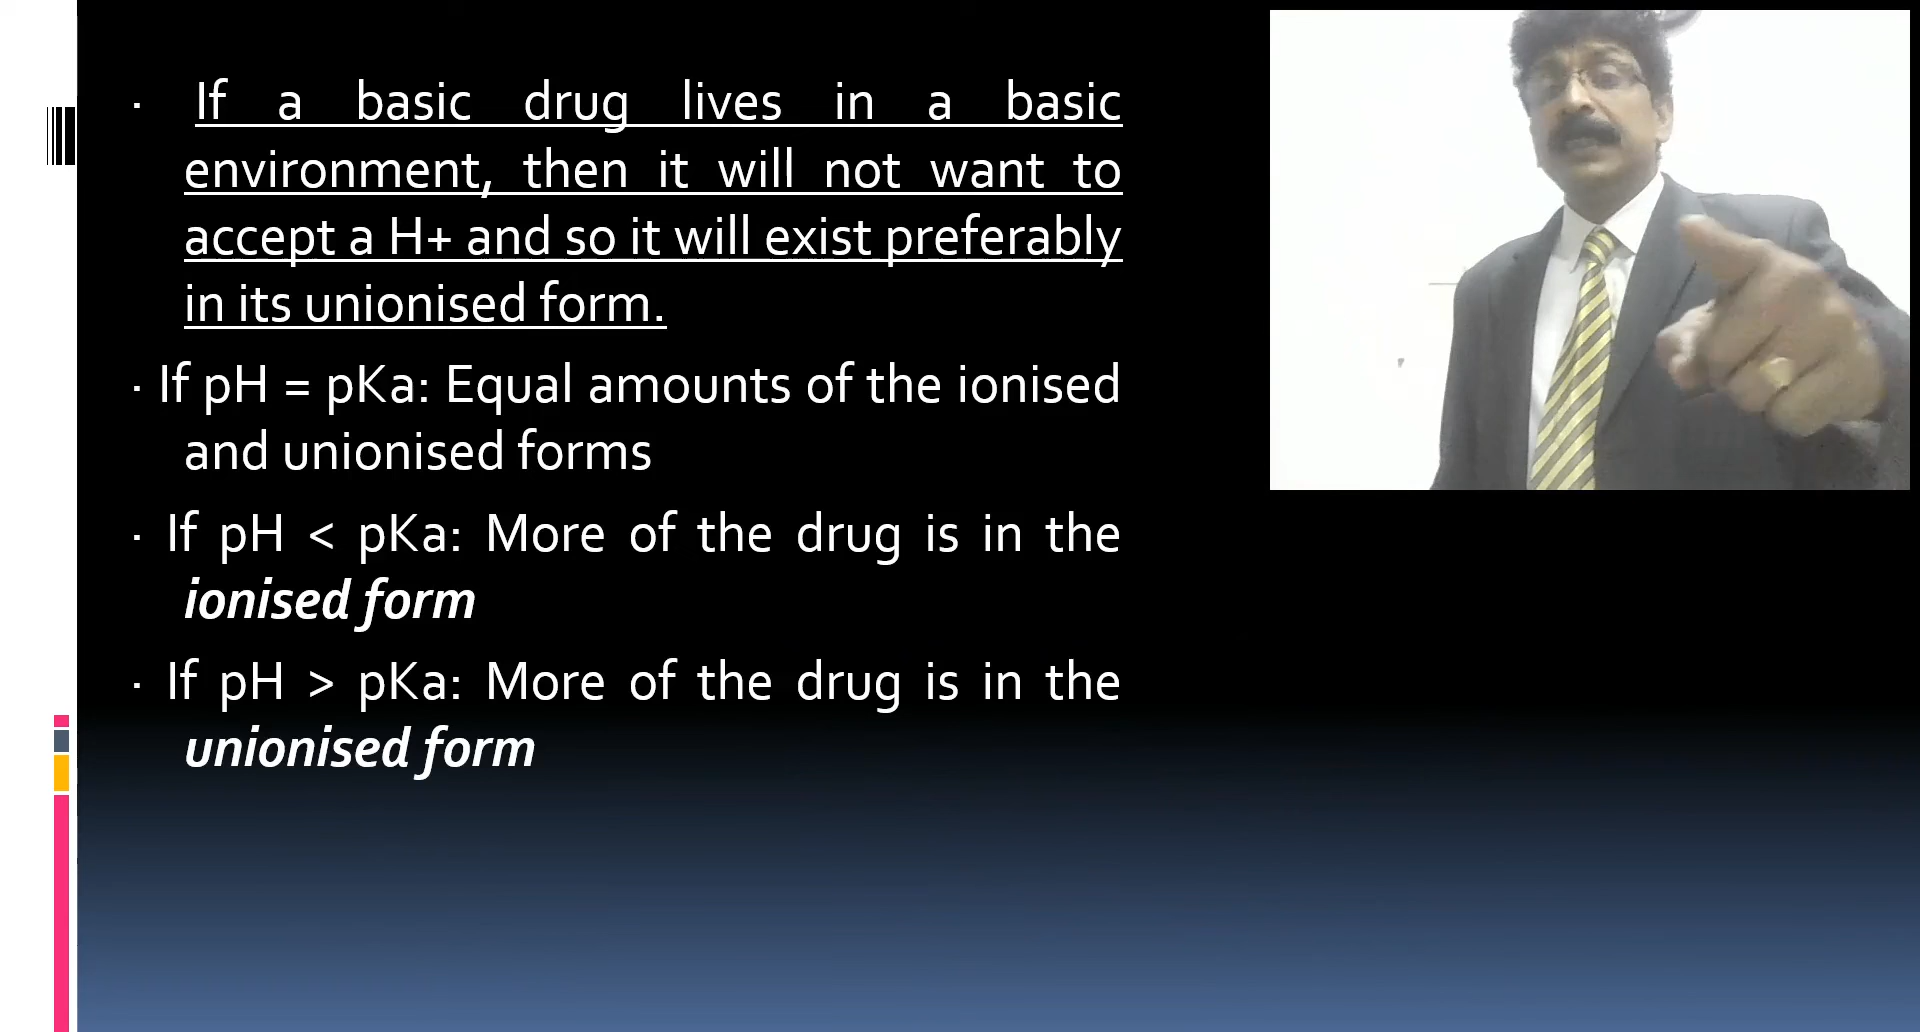 · If a basic drug lives in a basic
environment, then it will not want to
accept a H+ and so it will exist preferably
in its unionised form.
· If pH = pKa: Equal amounts of the ionised
and unionised forms
· If pH < pKa: More of the drug is in the
ionised form
· If pH > pKa: More of the drug is in the
unionised form